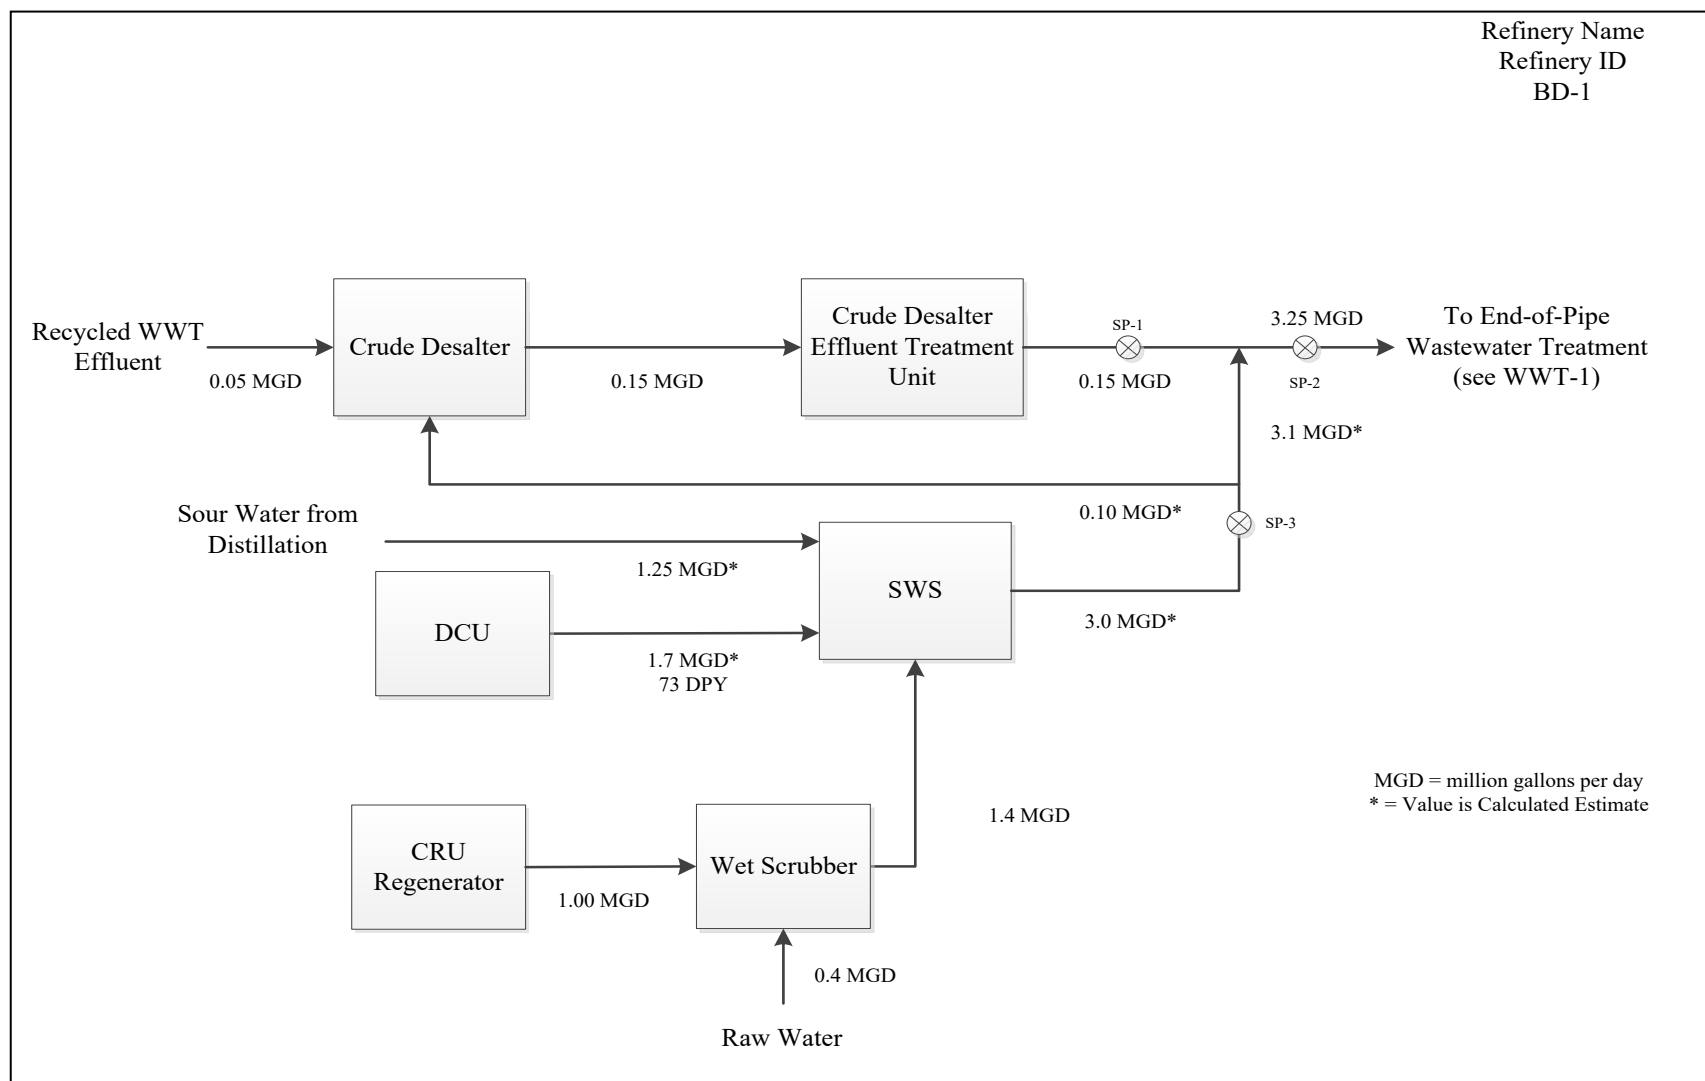 Refinery Name
Refinery ID
BD-1
Recycled WWT
Effluent
0.05 MGD
Crude Desalter
0.15 MGD
Crude Desalter
Effluent Treatment
Unit
SP-1
0.15 MGD
3.25 MGD
SP-2
To End-of-Pipe
Wastewater Treatment
(see WWT-1)
3.1 MGD*
0.10 MGD*
SP-3
Sour Water from
Distillation
1.25 MGD*
SWS
3.0 MGD*
DCU
1.7 MGD*
73 DPY
CRU
Regenerator
1.00 MGD
Wet Scrubber
1.4 MGD
0.4 MGD
Raw Water
MGD = million gallons per day
* = Value is Calculated Estimate